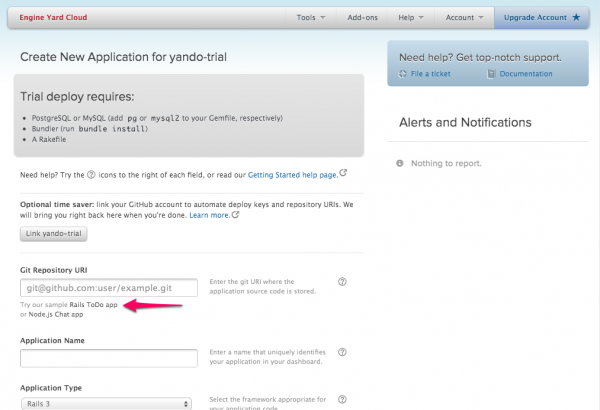 Engine Yard Cloud
Tools
Add-ons
Help
Account
Upgrade Account
Create New Application for yando-trial
Trial deploy requires:
PostgreSQL or MySQL (add pg or mysql2 to your Gemfile, respectively)
Bundler (run bundle install)
A Rakefile
Need help? Try the ? icons to the right of each field, or read our Getting Started help page.
Optional time saver: link your GitHub account to automate deploy keys and repository URIs. We
will bring you right back here when you're done. Learn more.
Link yando-trial
Git Repository URI
git@github.com:user/example.git
Enter the git URI where the
application source code is stored.
?
Try our sample Rails ToDo app
or Node.js Chat app
Application Name
Enter a name that uniquely identifies
your application in your dashboard.
?
Application Type
Rails 3
Select the framework appropriate for
your application code.
?
Need help? Get top-notch support.
File a ticket
Documentation
Alerts and Notifications
Nothing to report.